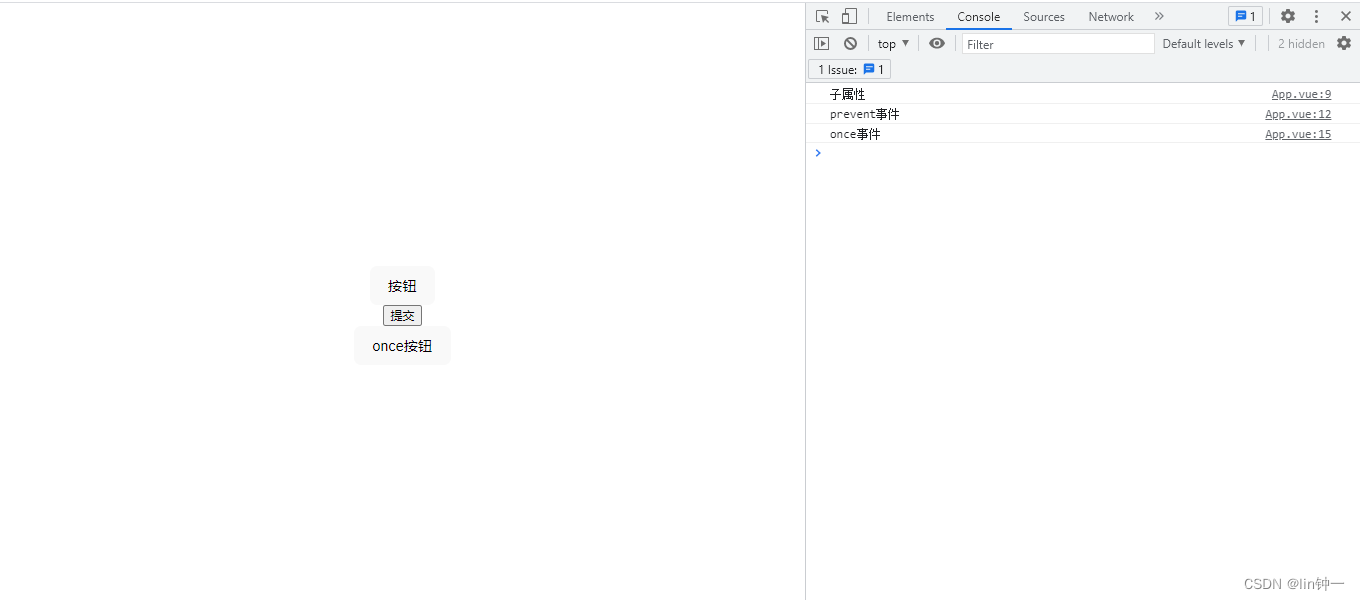 Elements Console Sources Network 1
top Filter Default levels 2 hidden
1 Issue: 1
子属性 App.vue:9
prevent事件 App.vue:12
once事件 App.vue:15
按钮
提交
once按钮
CSDN @lin钟一